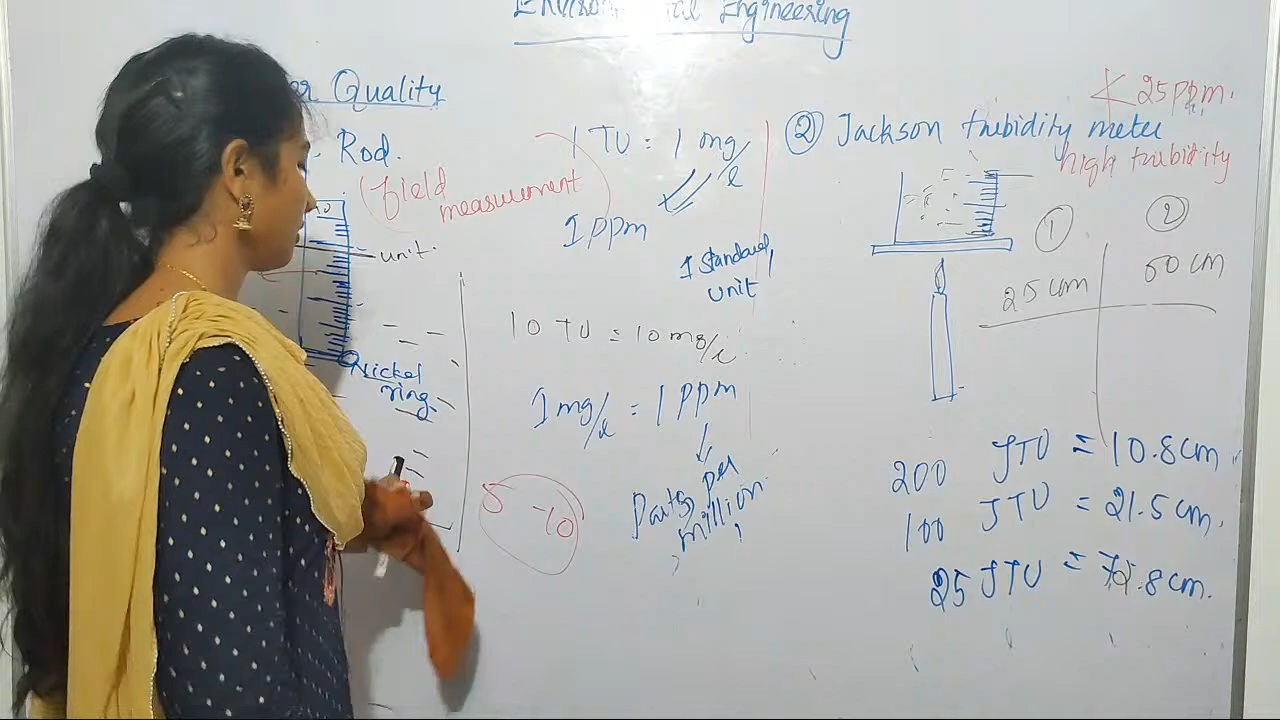 Engineering
Quality
Rod.
(field
measurement
unit.
Nickel
ring
1 TU = 1 mg/l
1 ppm
1 Standard
unit
10 TU = 10 mg/l
1 mg/l = 1 ppm
Parts per
million
5 - 10
② Jackson turbidity meter
< 25 ppm.
high turbidity
① ②
25 cm 50 cm
200 JTU = 10.8 cm.
100 JTU = 21.5 cm.
25 JTU = 72.8 cm.